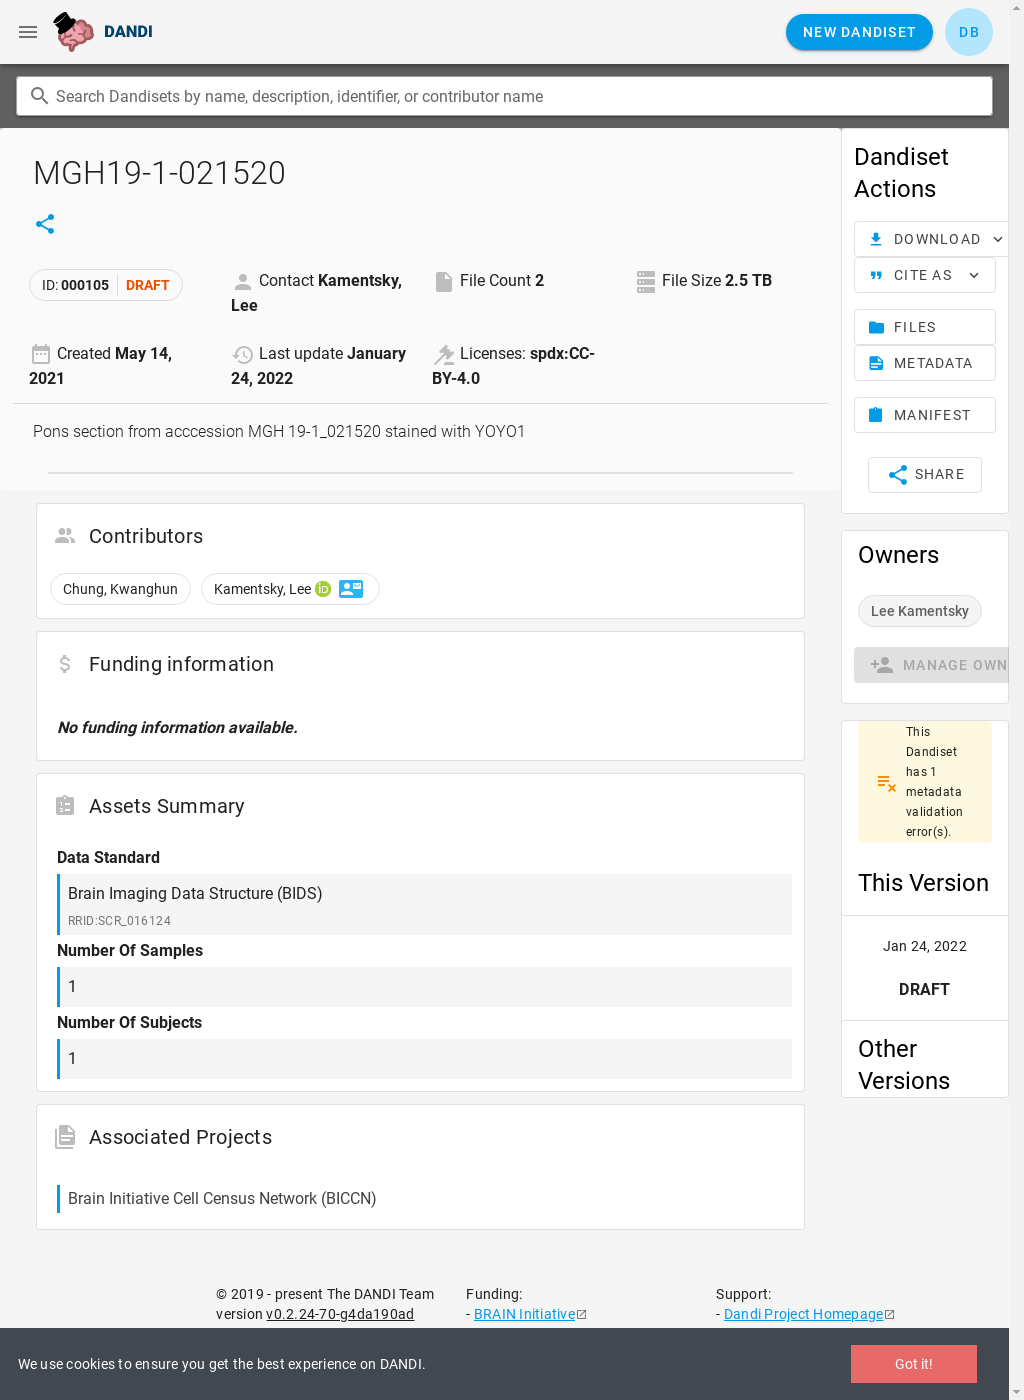 DANDI
NEW DANDISET
DB
Search Dandisets by name, description, identifier, or contributor name
MGH19-1-021520
ID: 000105 DRAFT
Contact Kamentsky,
Lee
File Count 2
File Size 2.5 TB
Created May 14,
2021
Last update January
24, 2022
Licenses: spdx:CC-
BY-4.0
Pons section from acccession MGH 19-1_021520 stained with YOYO1
Contributors
Chung, Kwanghun
Kamentsky, Lee iD
Funding information
No funding information available.
Assets Summary
Data Standard
Brain Imaging Data Structure (BIDS)
RRID:SCR_016124
Number Of Samples
1
Number Of Subjects
1
Associated Projects
Brain Initiative Cell Census Network (BICCN)
Dandiset
Actions
DOWNLOAD
CITE AS
FILES
METADATA
MANIFEST
SHARE
Owners
Lee Kamentsky
MANAGE OWN
This
Dandiset
has 1
metadata
validation
error(s).
This Version
Jan 24, 2022
DRAFT
Other
Versions
© 2019 - present The DANDI Team
version v0.2.24-70-g4da190ad
Funding:
- BRAIN Initiative
Support:
- Dandi Project Homepage
We use cookies to ensure you get the best experience on DANDI.
Got it!